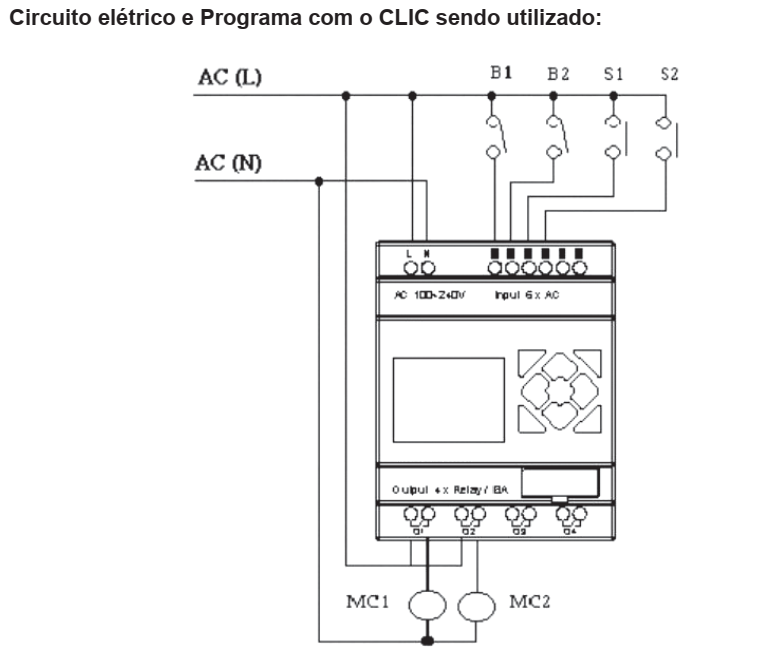 Circuito elétrico e Programa com o CLIC sendo utilizado:
B1 B2 S1 S2
AC (L)
AC (N)
L N
AC 100~240V Input 6 x AC
Output 4 x Relay / 8A
Q1 Q2 Q3 Q4
MC1 MC2